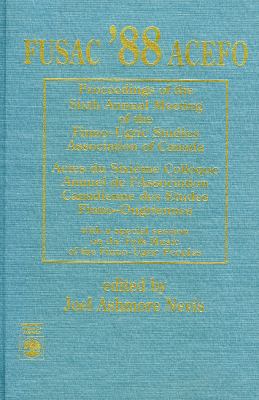 FUSAC '88 ACEFO
Proceedings of the
Sixth Annual Meeting
of the
Finno-Ugric Studies
Association of Canada
Actes du Sixième Colloque
Annuel de l'Association
Canadienne des Etudes
Finno-Ougriennes
with a special session
on the Folk Music
of the Finno-Ugric Peoples
edited by
Joel Ashmore Nevis